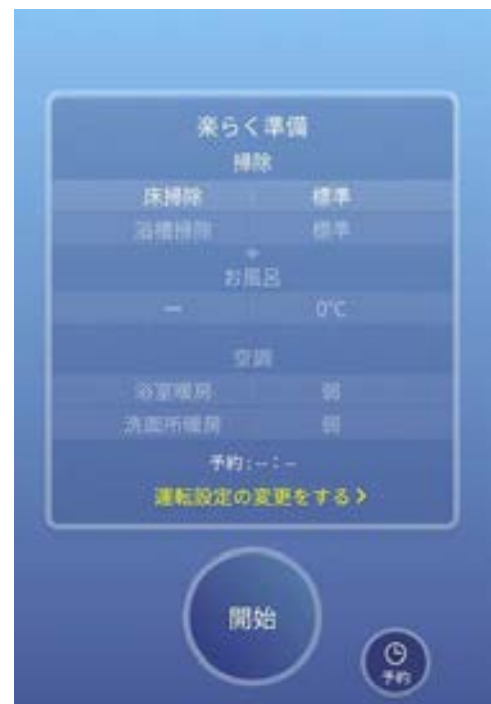 楽らく準備
掃除
床掃除 標準
浴槽掃除 標準
お風呂
ー 0℃
空調
浴室暖房 弱
洗面所暖房 弱
予約:--:--
運転設定の変更をする>
開始
予約